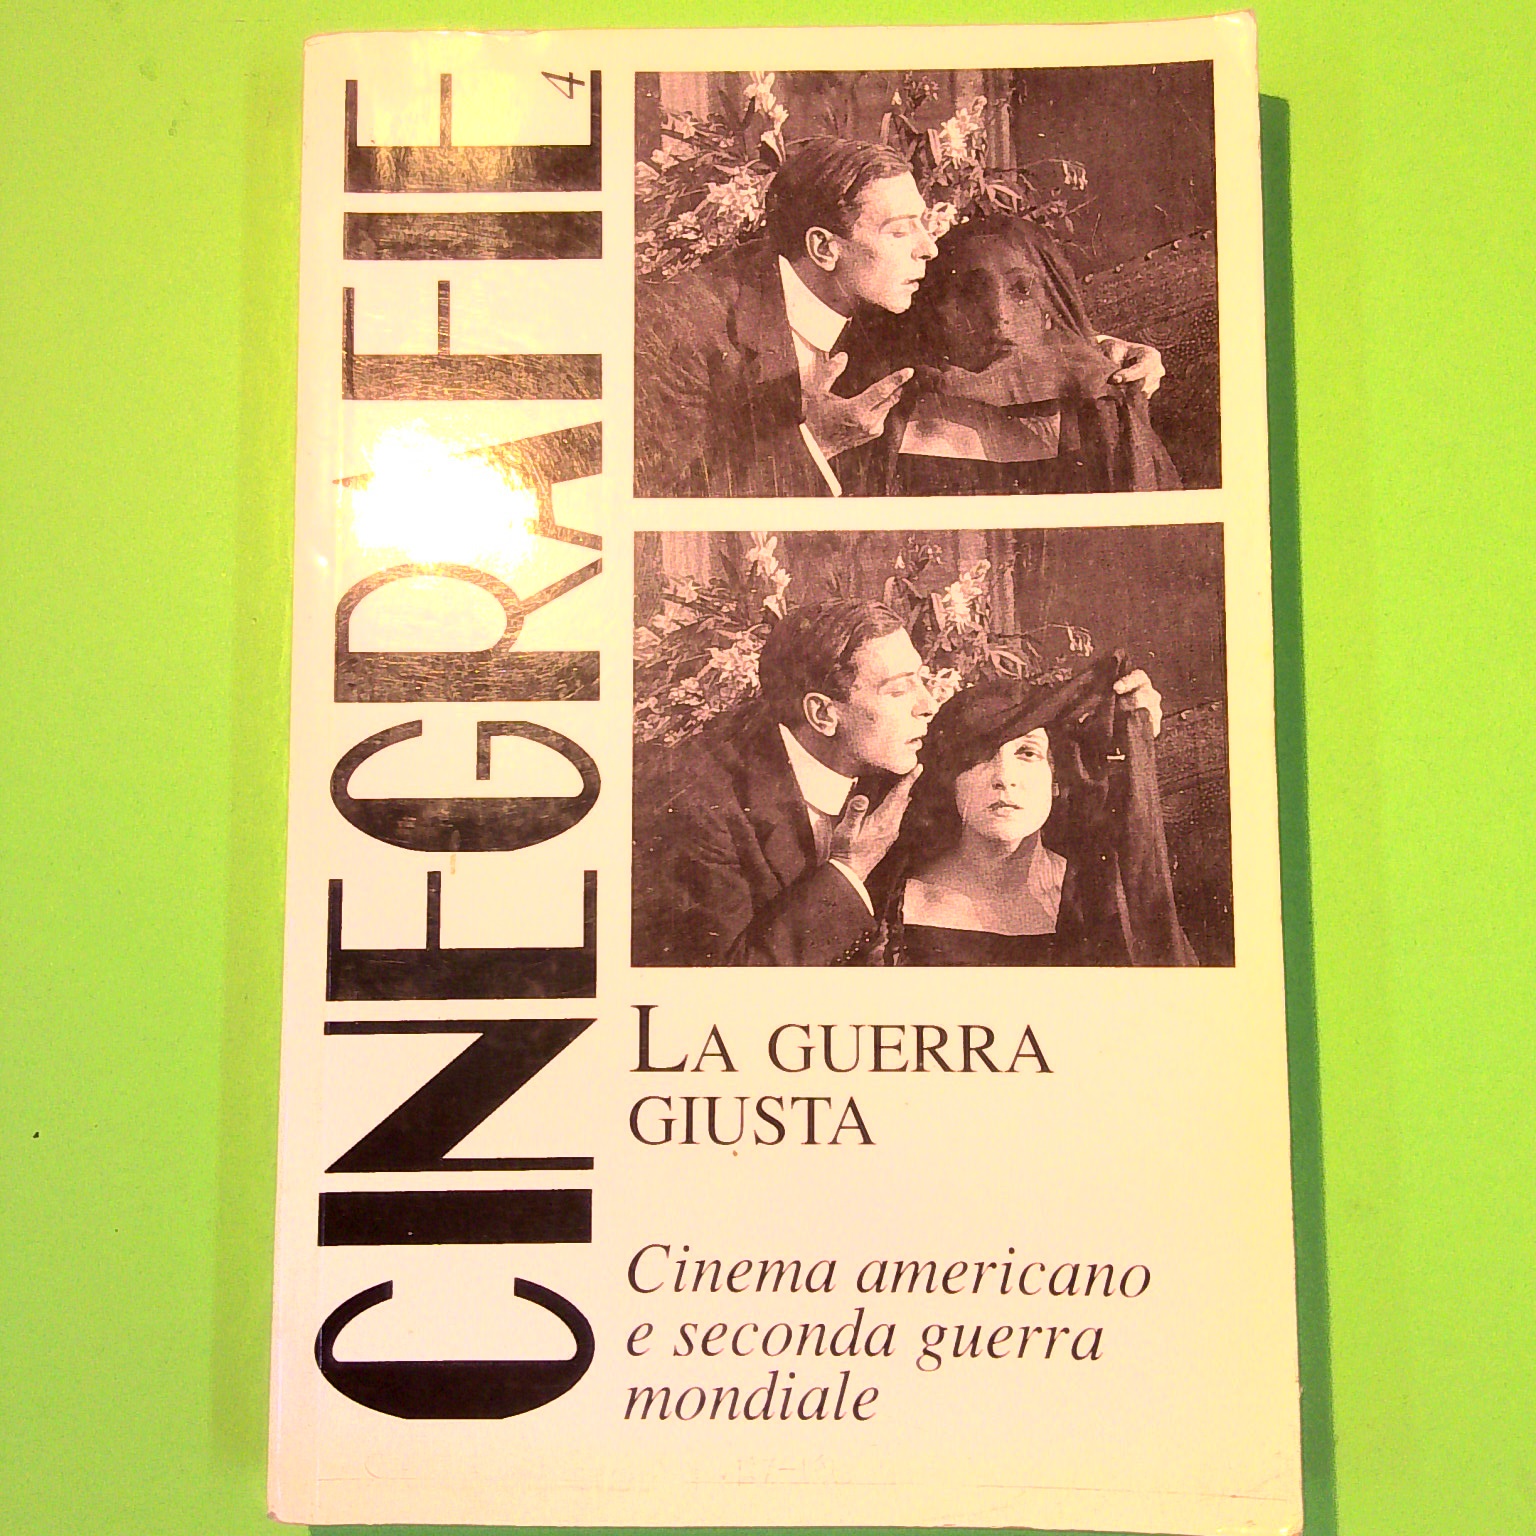 CINEGRAFIE 4
LA GUERRA
GIUSTA
Cinema americano
e seconda guerra
mondiale